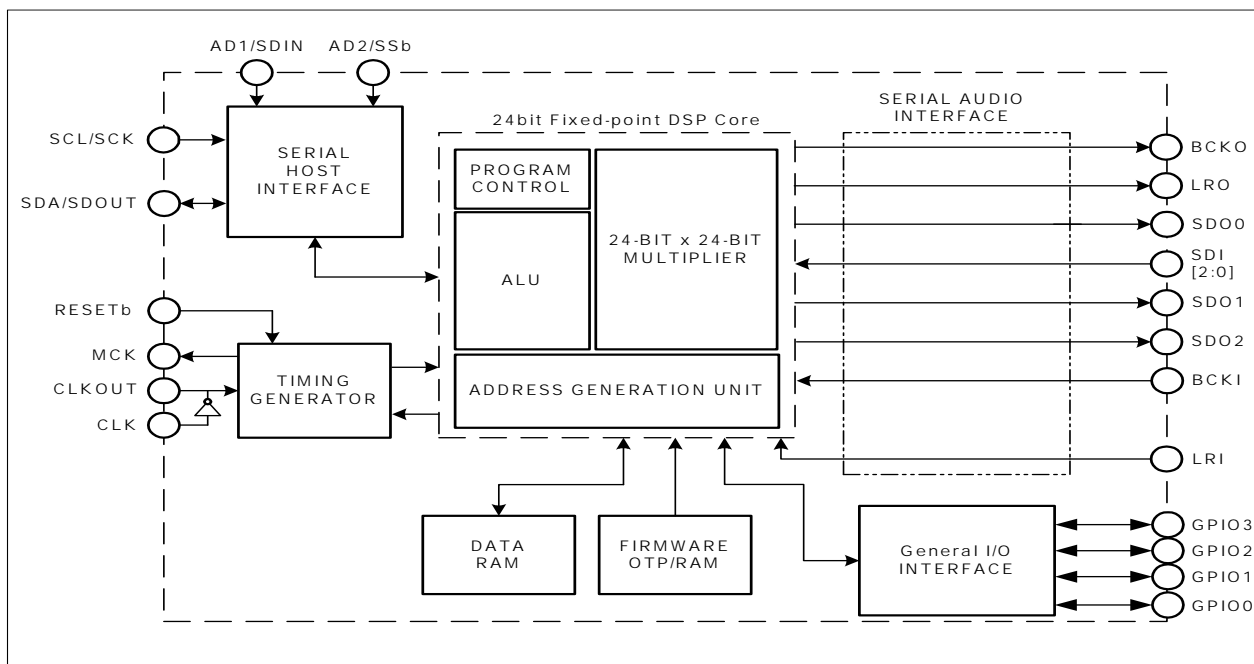 AD1/SDIN
AD2/SSb
SCL/SCK
SDA/SDOUT
SERIAL
HOST
INTERFACE
24bit Fixed-point DSP Core
PROGRAM
CONTROL
ALU
24-BIT x 24-BIT
MULTIPLIER
ADDRESS GENERATION UNIT
SERIAL AUDIO
INTERFACE
BCKO
LRO
SDO0
SDI
[2:0]
SDO1
SDO2
BCKI
LRI
RESETb
MCK
CLKOUT
CLK
TIMING
GENERATOR
DATA
RAM
FIRMWARE
OTP/RAM
General I/O
INTERFACE
GPIO3
GPIO2
GPIO1
GPIO0